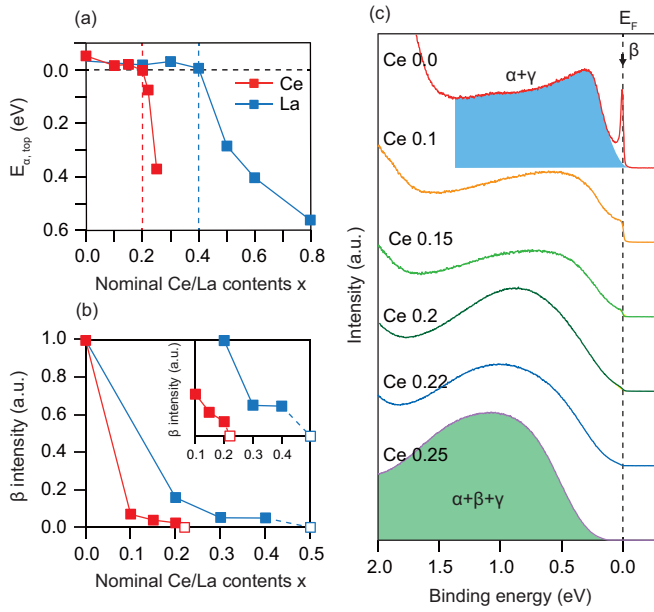 (a)
0.0
0.2
0.4
0.6
E α, top (eV)
Ce
La
0.0
0.2
0.4
0.6
0.8
Nominal Ce/La contents x
(b)
1.0
0.8
0.6
0.4
0.2
0.0
β intensity (a.u.)
β intensity (a.u.)
0.1
0.2
0.3
0.4
0.0
0.1
0.2
0.3
0.4
0.5
Nominal Ce/La contents x
(c)
E F
β
Ce 0.0
α+γ
Ce 0.1
Ce 0.15
Ce 0.2
Ce 0.22
Ce 0.25
α+β+γ
Intensity (a.u.)
2.0
1.5
1.0
0.5
0.0
Binding energy (eV)